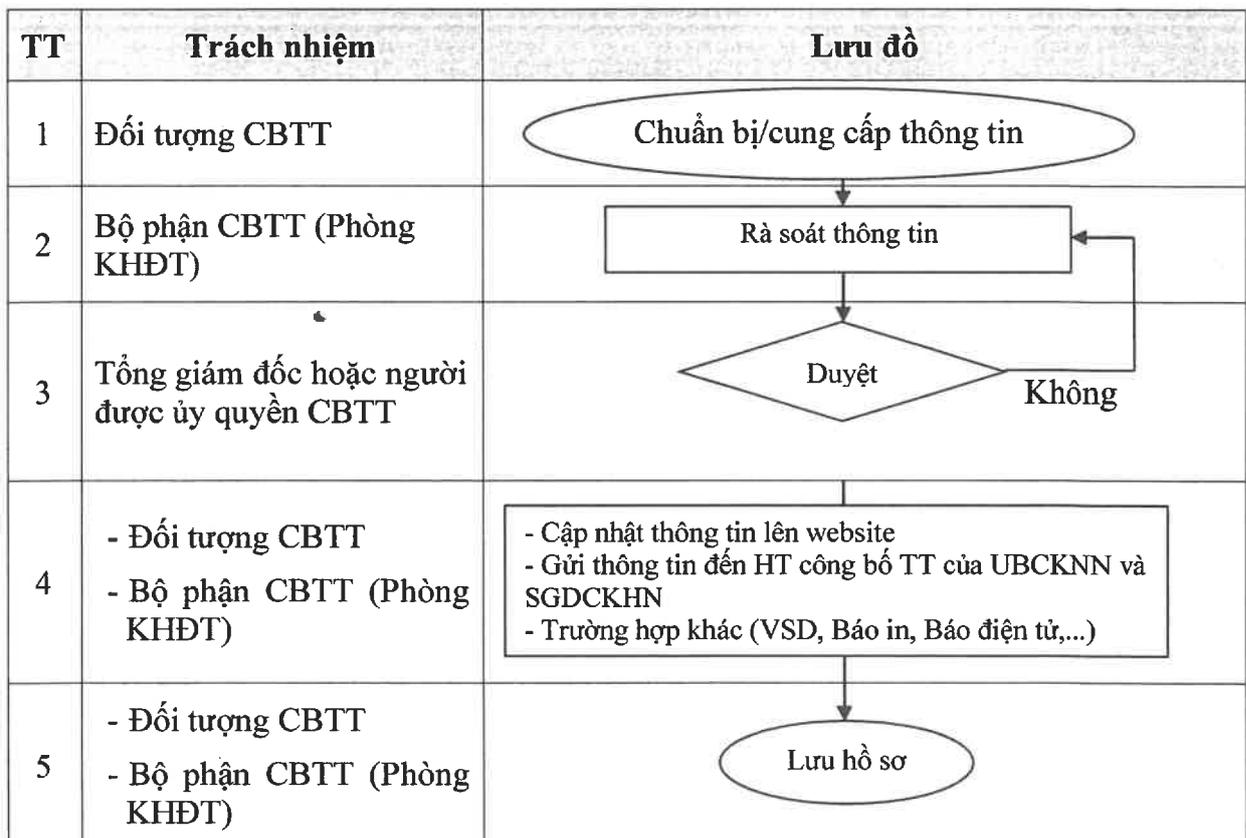 TT
Trách nhiệm
Lưu đồ
1
Đối tượng CBTT
Chuẩn bị/cung cấp thông tin
2
Bộ phận CBTT (Phòng
KHĐT)
Rà soát thông tin
3
Tổng giám đốc hoặc người
được ủy quyền CBTT
Duyệt
Không
4
- Đối tượng CBTT
- Bộ phận CBTT (Phòng
KHĐT)
- Cập nhật thông tin lên website
- Gửi thông tin đến HT công bố TT của UBCKNN và
SGDCKHN
- Trường hợp khác (VSD, Báo in, Báo điện tử,...)
5
- Đối tượng CBTT
- Bộ phận CBTT (Phòng
KHĐT)
Lưu hồ sơ